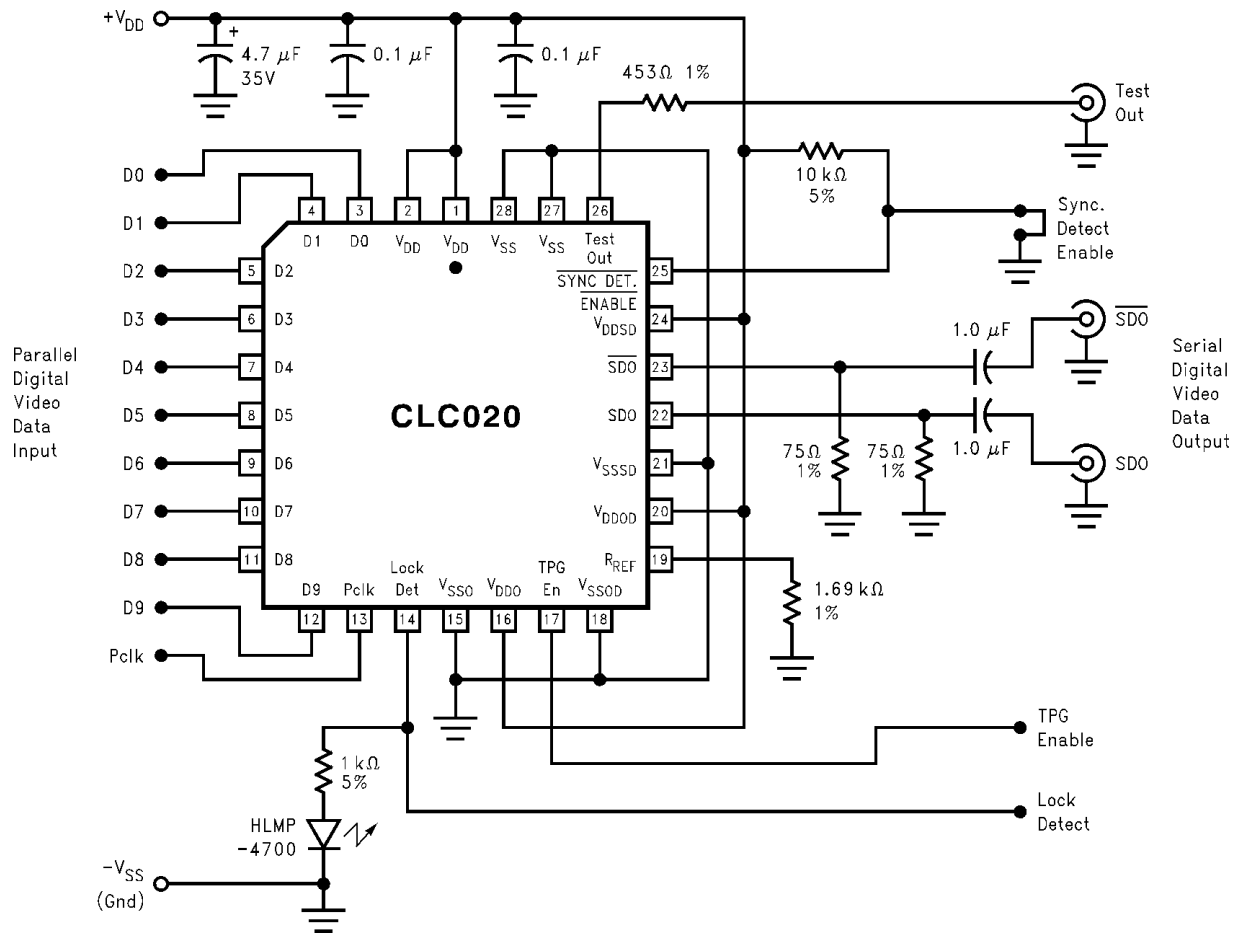 +VDD
+
4.7 μF
35V
0.1 μF
0.1 μF
453Ω 1%
Test
Out
10 kΩ
5%
Sync.
Detect
Enable
D0
D1
D2
D3
D4
D5
D6
D7
D8
D9
Pclk
Parallel
Digital
Video
Data
Input
4
3
2
1
28
27
26
D1
D0
VDD
VDD
VSS
VSS
Test
Out
5
D2
6
D3
7
D4
8
D5
9
D6
10
D7
11
D8
CLC020
SYNC DET.
ENABLE
25
VDDSD
24
SDO
23
SDO
22
VSSSD
21
VDDOD
20
RREF
19
D9
Pclk
Lock
Det
VSSO
VDDO
TPG
En
VSSOD
12
13
14
15
16
17
18
1.0 μF
SDO
1.0 μF
SDO
75Ω
1%
75Ω
1%
Serial
Digital
Video
Data
Output
1.69 kΩ
1%
TPG
Enable
1 kΩ
5%
Lock
Detect
HLMP
-4700
-VSS
(Gnd)